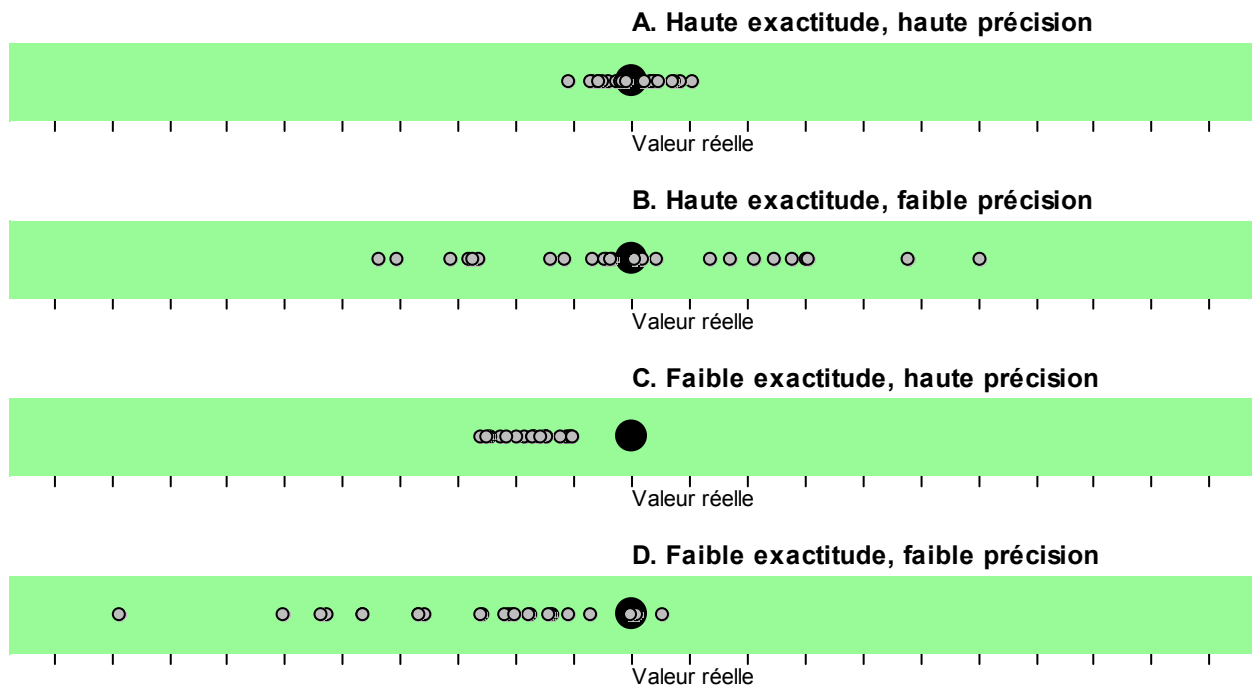 A. Haute exactitude, haute précision
Valeur réelle
B. Haute exactitude, faible précision
Valeur réelle
C. Faible exactitude, haute précision
Valeur réelle
D. Faible exactitude, faible précision
Valeur réelle